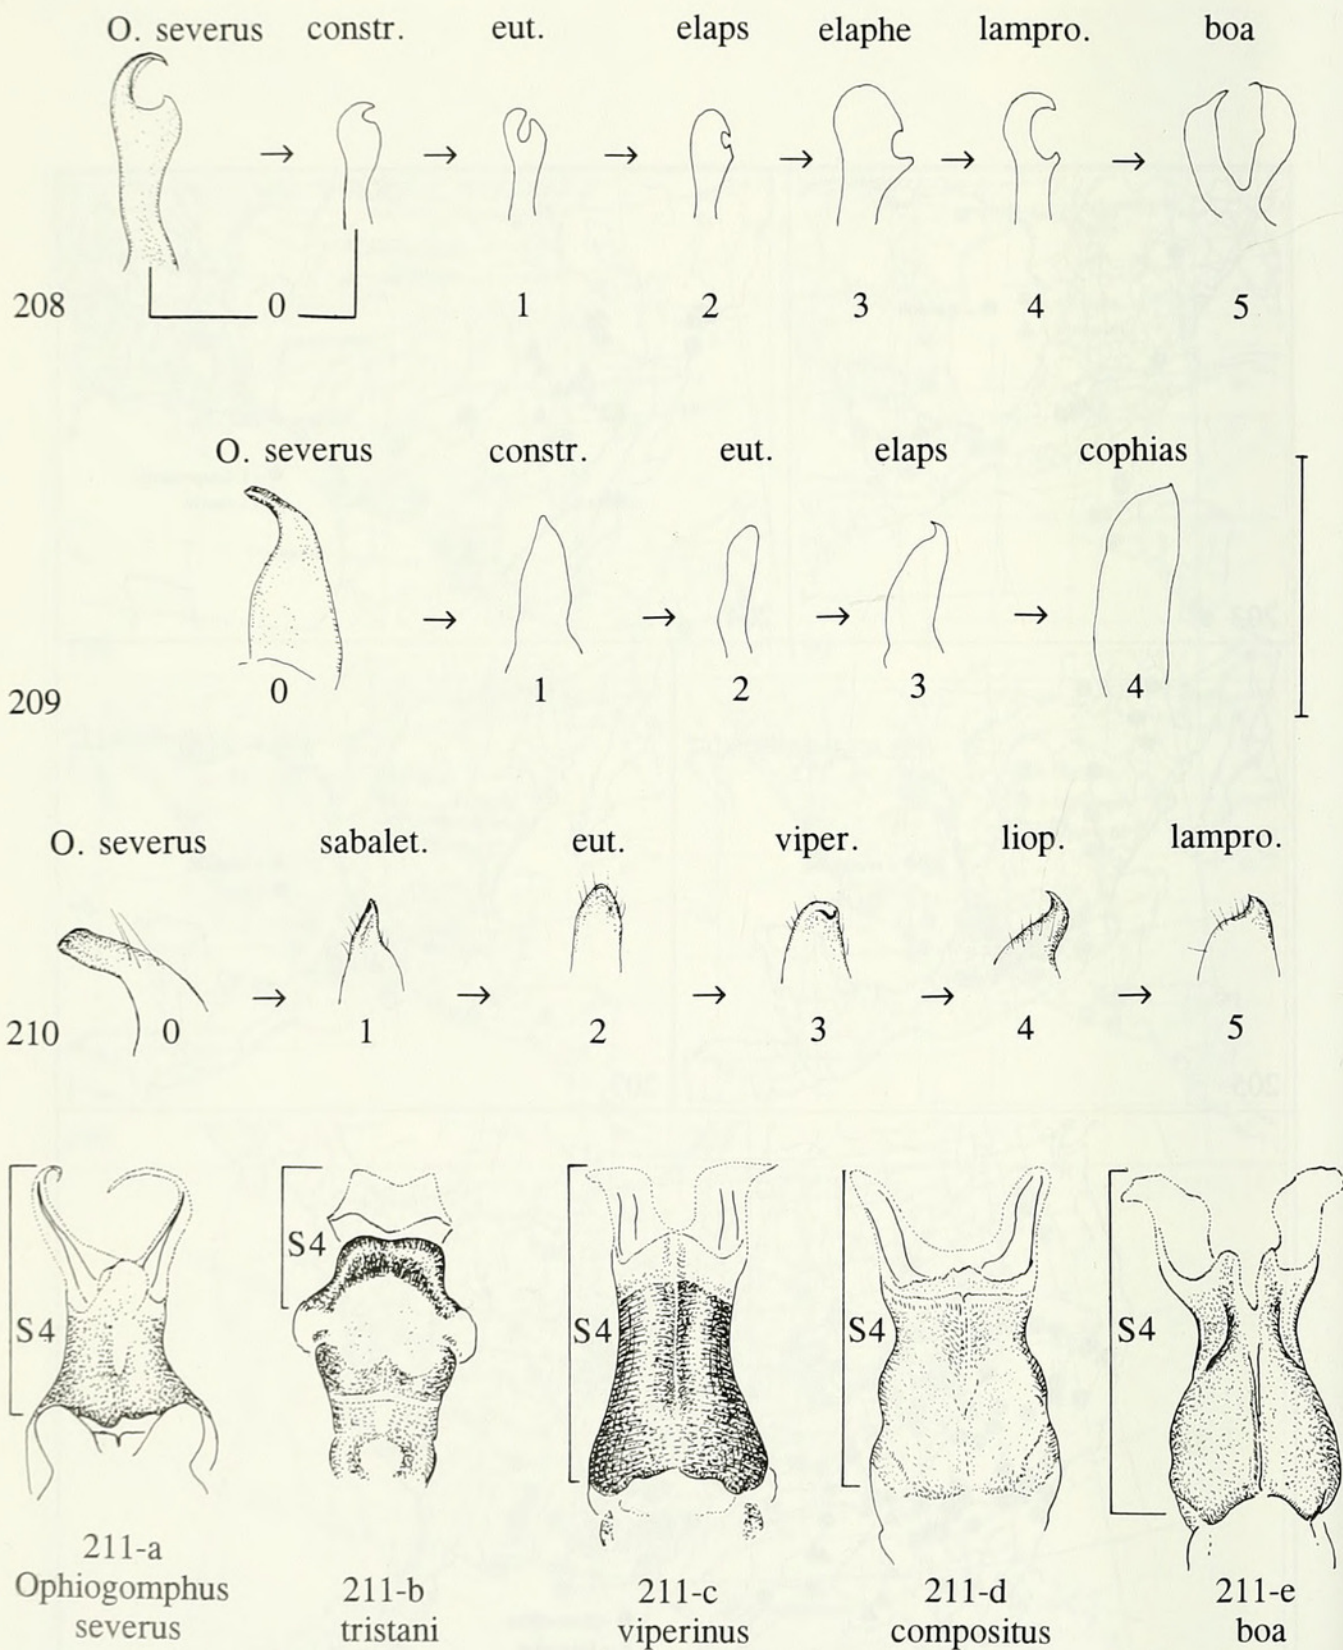 O. severus constr. eut. elaps elaphe lampro. boa
→ → → → → →
208 0 1 2 3 4 5
O. severus constr. eut. elaps cophias
→ → → →
209 0 1 2 3 4
O. severus sabalet. eut. viper. liop. lampro.
→ → → → →
210 0 1 2 3 4 5
S4 S4 S4 S4 S4
211-a
Ophiogomphus
severus
211-b
tristani
211-c
viperinus
211-d
compositus
211-e
boa